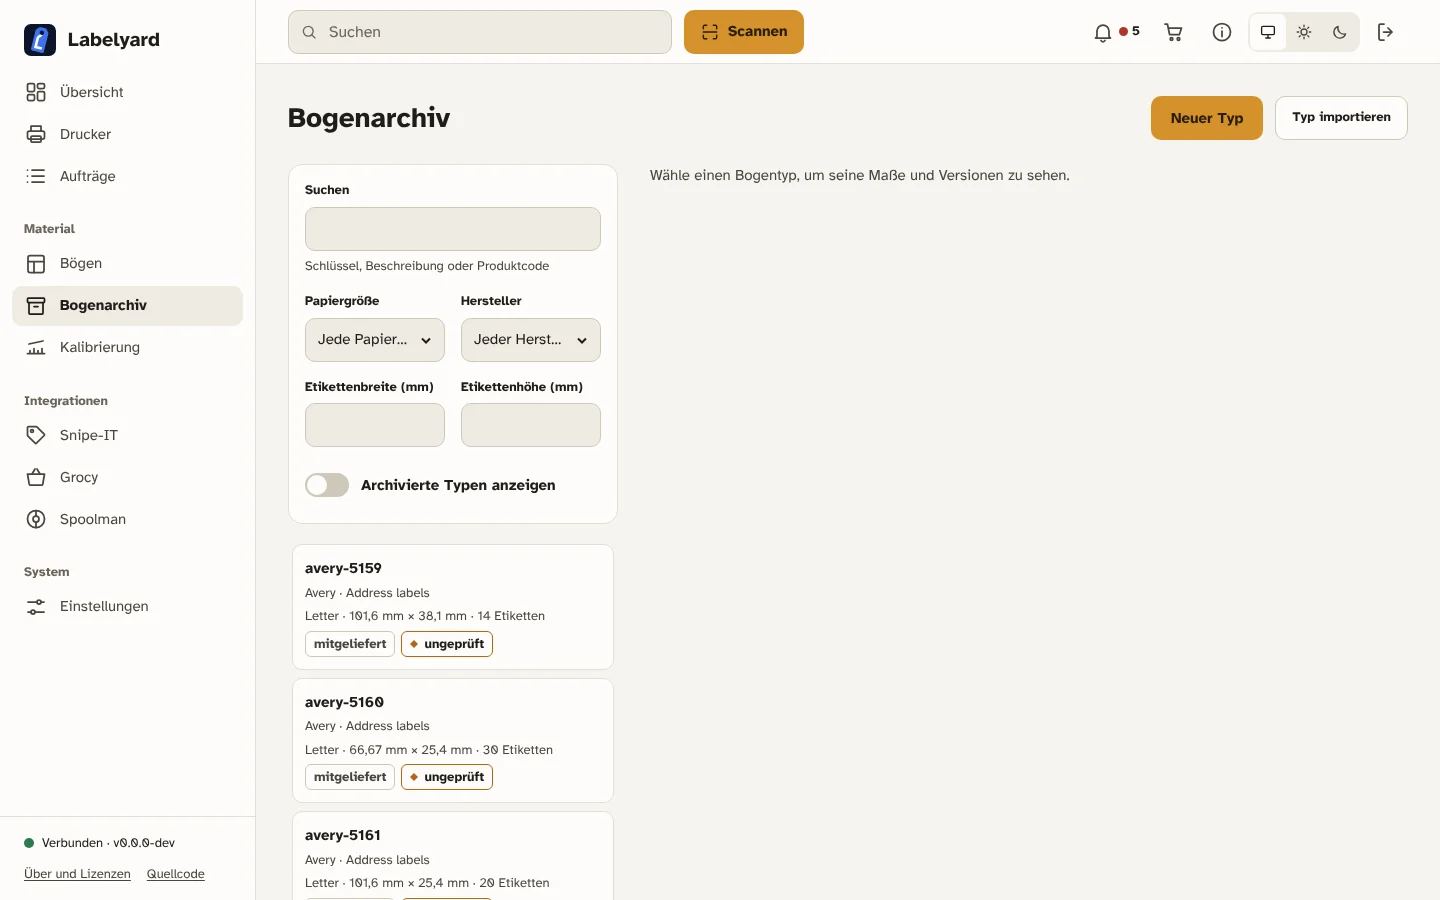 Labelyard
Suchen
Scannen
5
Übersicht
Drucker
Aufträge
Material
Bögen
Bogenarchiv
Kalibrierung
Integrationen
Snipe-IT
Grocy
Spoolman
System
Einstellungen
Verbunden · v0.0.0-dev
Über und Lizenzen
Quellcode
Bogenarchiv
Neuer Typ
Typ importieren
Suchen
Schlüssel, Beschreibung oder Produktcode
Papiergröße
Hersteller
Jede Papier...
Jeder Herst...
Etikettenbreite (mm)
Etikettenhöhe (mm)
Archivierte Typen anzeigen
avery-5159
Avery · Address labels
Letter · 101,6 mm × 38,1 mm · 14 Etiketten
mitgeliefert
ungeprüft
avery-5160
Avery · Address labels
Letter · 66,67 mm × 25,4 mm · 30 Etiketten
mitgeliefert
ungeprüft
avery-5161
Avery · Address labels
Letter · 101,6 mm × 25,4 mm · 20 Etiketten
Wähle einen Bogentyp, um seine Maße und Versionen zu sehen.